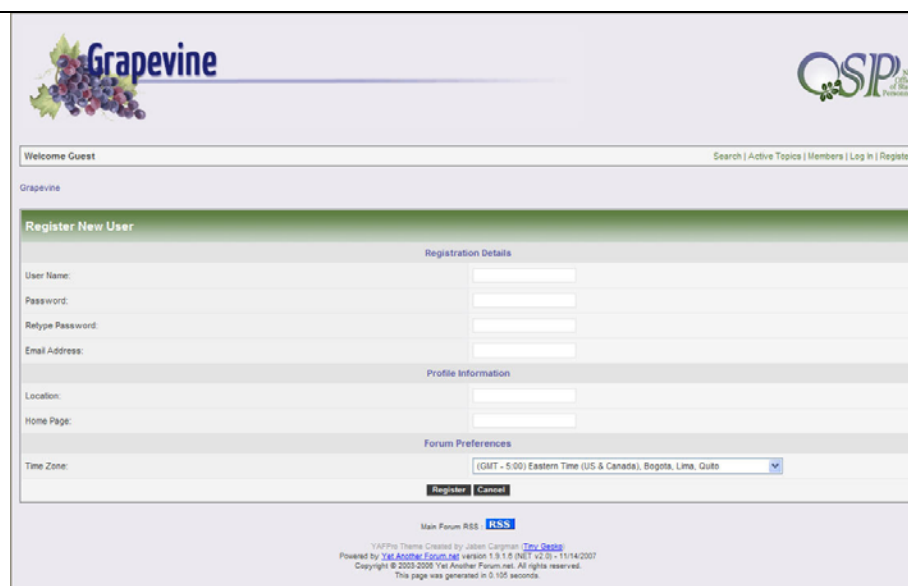 Grapevine
OSP
Welcome Guest
Search | Active Topics | Members | Log In | Registe
Grapevine
Register New User
Registration Details
User Name:
Password:
Retype Password:
Email Address:
Profile Information
Location:
Home Page:
Forum Preferences
Time Zone:
(GMT - 5:00) Eastern Time (US & Canada), Bogota, Lima, Quito
Register Cancel
Main Forum RSS : RSS
YAFPro Theme Created by Jaben Cargman (Tiny Gecko)
Powered by Yet Another Forum.net version 1.9.1.6 (NET v2.0) - 11/14/2007
Copyright © 2003-2006 Yet Another Forum.net. All rights reserved.
This page was generated in 0.105 seconds.